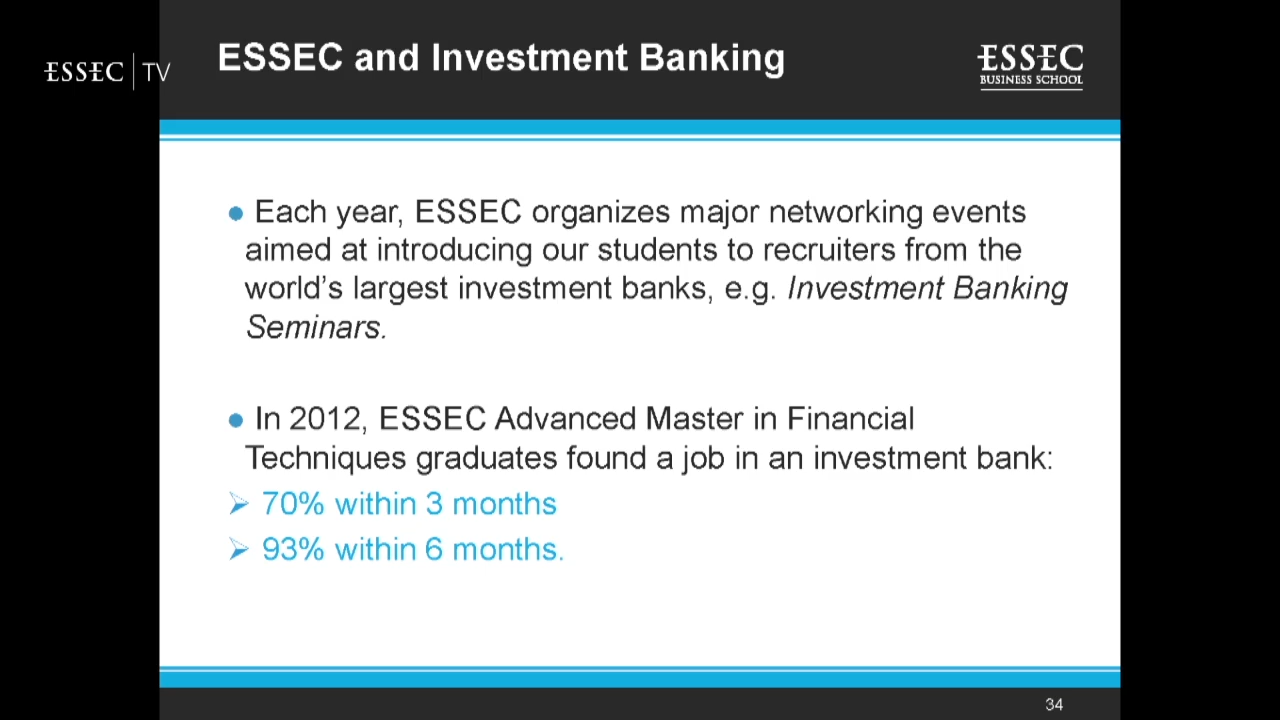 ESSEC | TV
ESSEC and Investment Banking
ESSEC
BUSINESS SCHOOL
● Each year, ESSEC organizes major networking events
aimed at introducing our students to recruiters from the
world’s largest investment banks, e.g. Investment Banking
Seminars.
● In 2012, ESSEC Advanced Master in Financial
Techniques graduates found a job in an investment bank:
➢ 70% within 3 months
➢ 93% within 6 months.
34